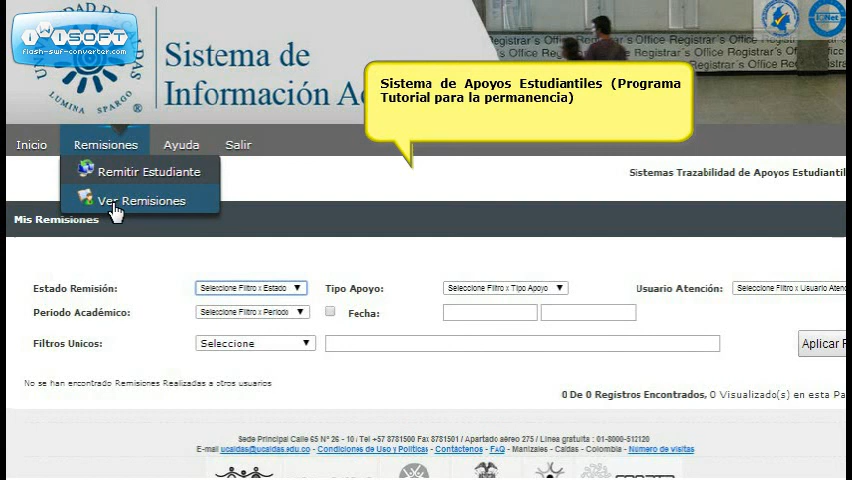 iWiSOFT
flash-swf-converter.com
LUMINA SPARGO
®
Sistema de
Información Ac
Registrar's Office Registrar's Office Registrar's Office
IQNet
Sistema de Apoyos Estudiantiles (Programa
Tutorial para la permanencia)
Inicio Remisiones Ayuda Salir
Remitir Estudiante
Ver Remisiones
Sistemas Trazabilidad de Apoyos Estudiantil
Mis Remisiones
Estado Remisión: Seleccione Filtro x Estado Tipo Apoyo: Seleccione Filtro x Tipo Apoyo Usuario Atención: Seleccione Filtro x Usuario Aten
Periodo Académico: Seleccione Filtro x Periodo Fecha:
Filtros Unicos: Seleccione Aplicar F
No se han encontrado Remisiones Realizadas a otros usuarios
0 De 0 Registros Encontrados, 0 Visualizado(s) en esta Pa
Sede Principal Calle 65 N° 26 - 10 | Tel +57 8781500 Fax 8781501 / Apartado aéreo 275 / Línea gratuita : 01-8000-512120
E-mail ucaldas@ucaldas.edu.co - Condiciones de Uso y Políticas - Contáctenos - FAQ - Manizales - Caldas - Colombia - Número de visitas